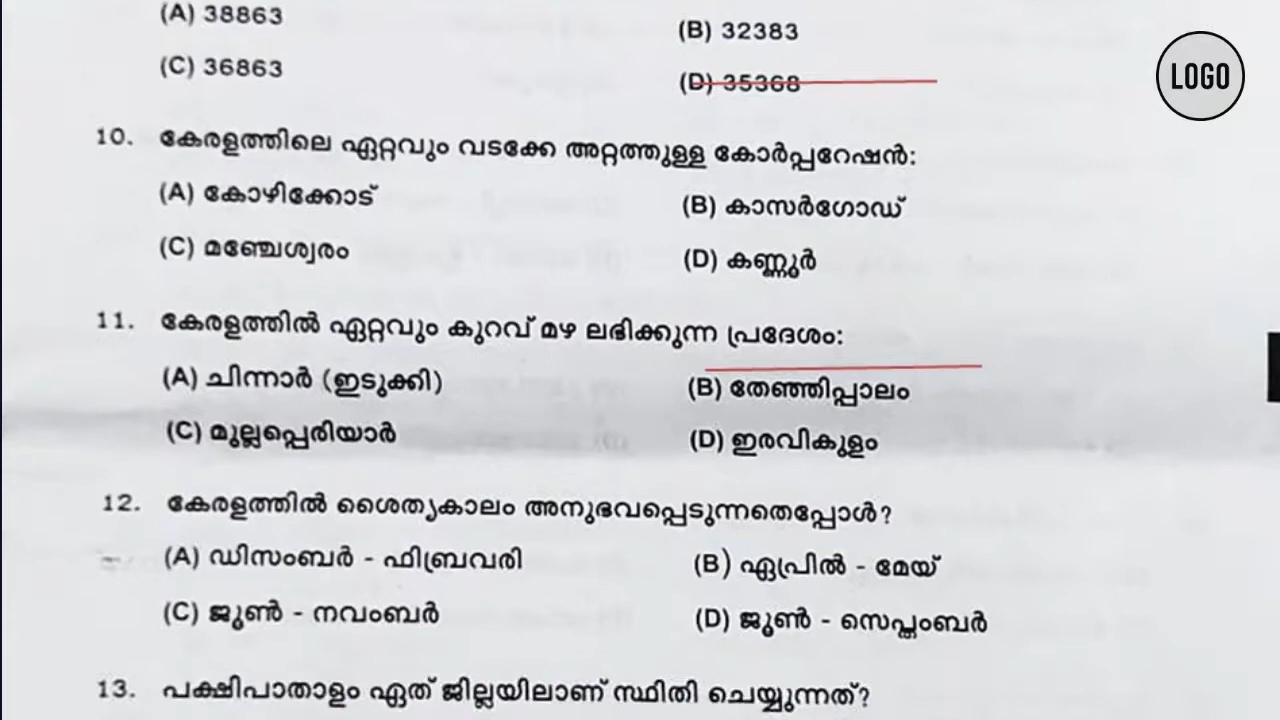 (A) 38863
(B) 32383
(C) 36863
(D) 35368
LOGO
10. കേരളത്തിലെ ഏറ്റവും വടക്കേ അറ്റത്തുള്ള കോർപ്പറേഷൻ:
(A) കോഴിക്കോട്
(B) കാസർഗോഡ്
(C) മഞ്ചേശ്വരം
(D) കണ്ണൂർ
11. കേരളത്തിൽ ഏറ്റവും കുറവ് മഴ ലഭിക്കുന്ന പ്രദേശം:
(A) ചിന്നാർ (ഇടുക്കി)
(B) തേഞ്ഞിപ്പാലം
(C) മുല്ലപ്പെരിയാർ
(D) ഇരവികുളം
12. കേരളത്തിൽ ശൈത്യകാലം അനുഭവപ്പെടുന്നതെപ്പോൾ?
(A) ഡിസംബർ - ഫിബ്രവരി
(B) ഏപ്രിൽ - മേയ്
(C) ജൂൺ - നവംബർ
(D) ജൂൺ - സെപ്തംബർ
13. പക്ഷിപാതാളം ഏത് ജില്ലയിലാണ് സ്ഥിതി ചെയ്യുന്നത്?